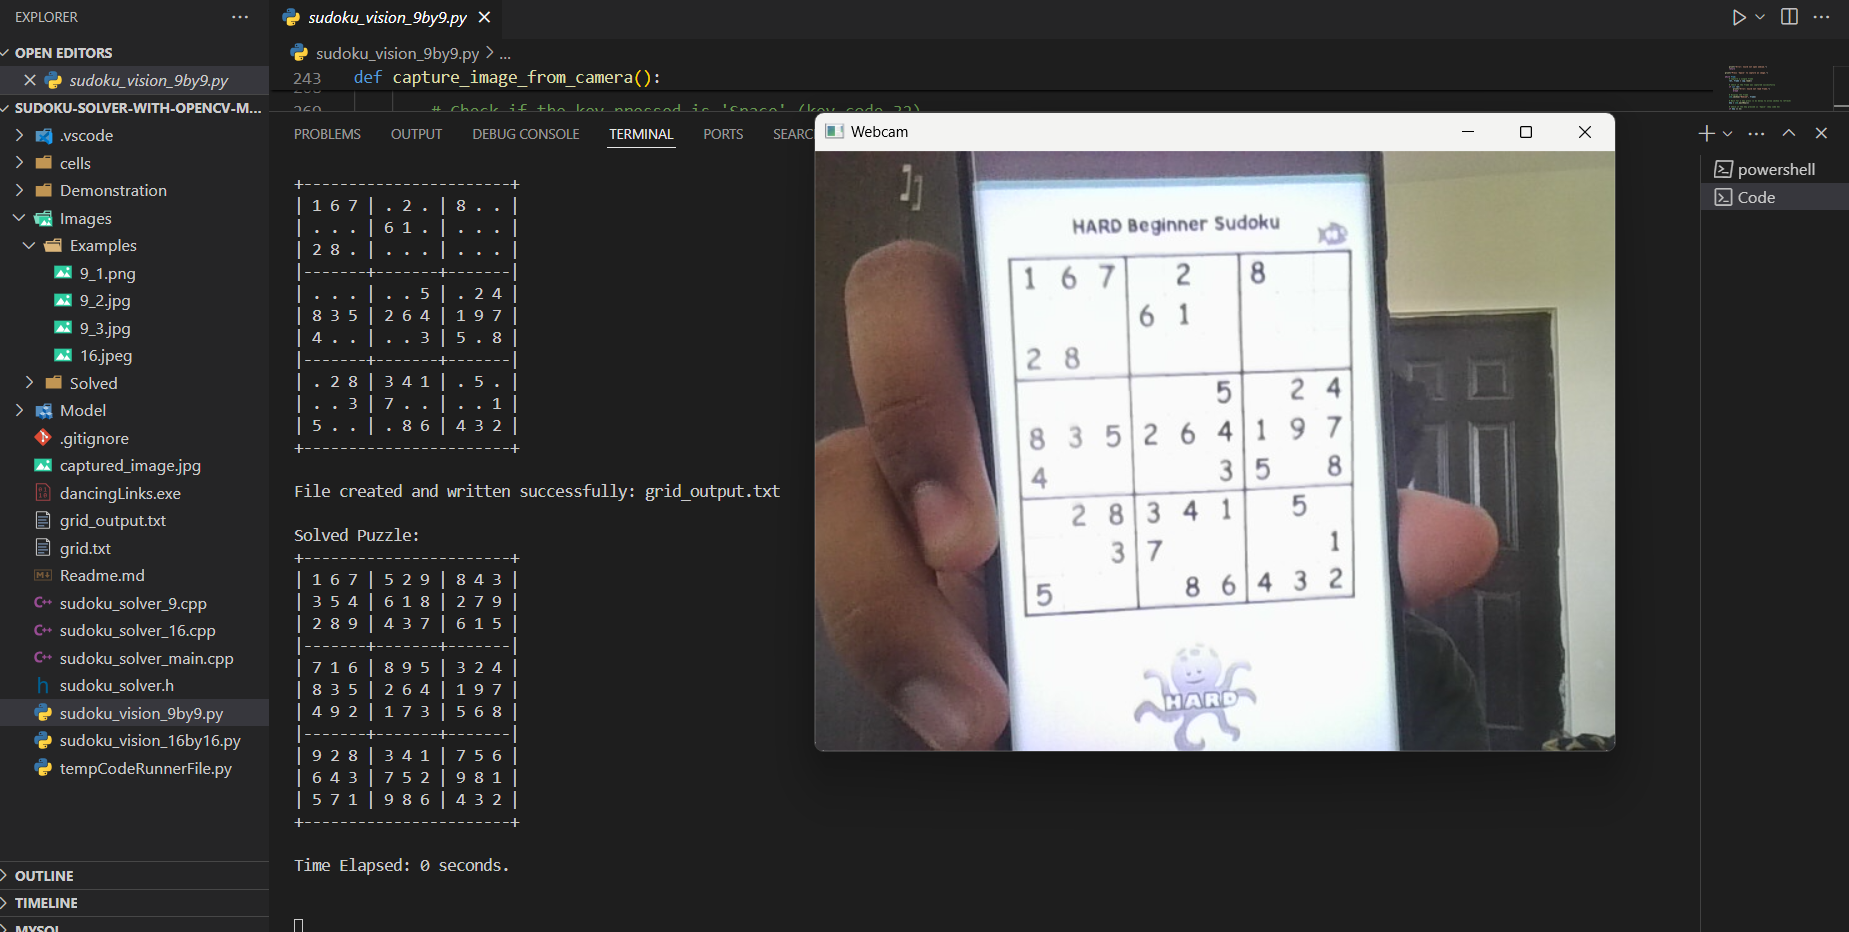 EXPLORER ...
OPEN EDITORS
sudoku_vision_9by9.py
SUDOKU-SOLVER-WITH-OPENCV-M...
.vscode
cells
Demonstration
Images
Examples
9_1.png
9_2.jpg
9_3.jpg
16.jpeg
Solved
Model
.gitignore
captured_image.jpg
dancingLinks.exe
grid_output.txt
grid.txt
Readme.md
sudoku_solver_9.cpp
sudoku_solver_16.cpp
sudoku_solver_main.cpp
sudoku_solver.h
sudoku_vision_9by9.py
sudoku_vision_16by16.py
tempCodeRunnerFile.py
OUTLINE
TIMELINE
MYSQL
sudoku_vision_9by9.py
sudoku_vision_9by9.py > ...
243 def capture_image_from_camera():
269 # Check if the key pressed is 'Space' (key code 32)
PROBLEMS OUTPUT DEBUG CONSOLE TERMINAL PORTS SEARC
+-----------------------+
| 1 6 7 | . 2 . | 8 . . |
| . . . | 6 1 . | . . . |
| 2 8 . | . . . | . . . |
|-------+-------+-------|
| . . . | . . 5 | . 2 4 |
| 8 3 5 | 2 6 4 | 1 9 7 |
| 4 . . | . . 3 | 5 . 8 |
|-------+-------+-------|
| . 2 8 | 3 4 1 | . 5 . |
| . . 3 | 7 . . | . . 1 |
| 5 . . | . 8 6 | 4 3 2 |
+-----------------------+
File created and written successfully: grid_output.txt
Solved Puzzle:
+-----------------------+
| 1 6 7 | 5 2 9 | 8 4 3 |
| 3 5 4 | 6 1 8 | 2 7 9 |
| 2 8 9 | 4 3 7 | 6 1 5 |
|-------+-------+-------|
| 7 1 6 | 8 9 5 | 3 2 4 |
| 8 3 5 | 2 6 4 | 1 9 7 |
| 4 9 2 | 1 7 3 | 5 6 8 |
|-------+-------+-------|
| 9 2 8 | 3 4 1 | 7 5 6 |
| 6 4 3 | 7 5 2 | 9 8 1 |
| 5 7 1 | 9 8 6 | 4 3 2 |
+-----------------------+
Time Elapsed: 0 seconds.
Webcam
HARD Beginner Sudoku
1 6 7 2 8
6 1
2 8
5 2 4
8 3 5 2 6 4 1 9 7
4 3 5 8
2 8 3 4 1 5
3 7 1
5 8 6 4 3 2
HARD
powershell
Code